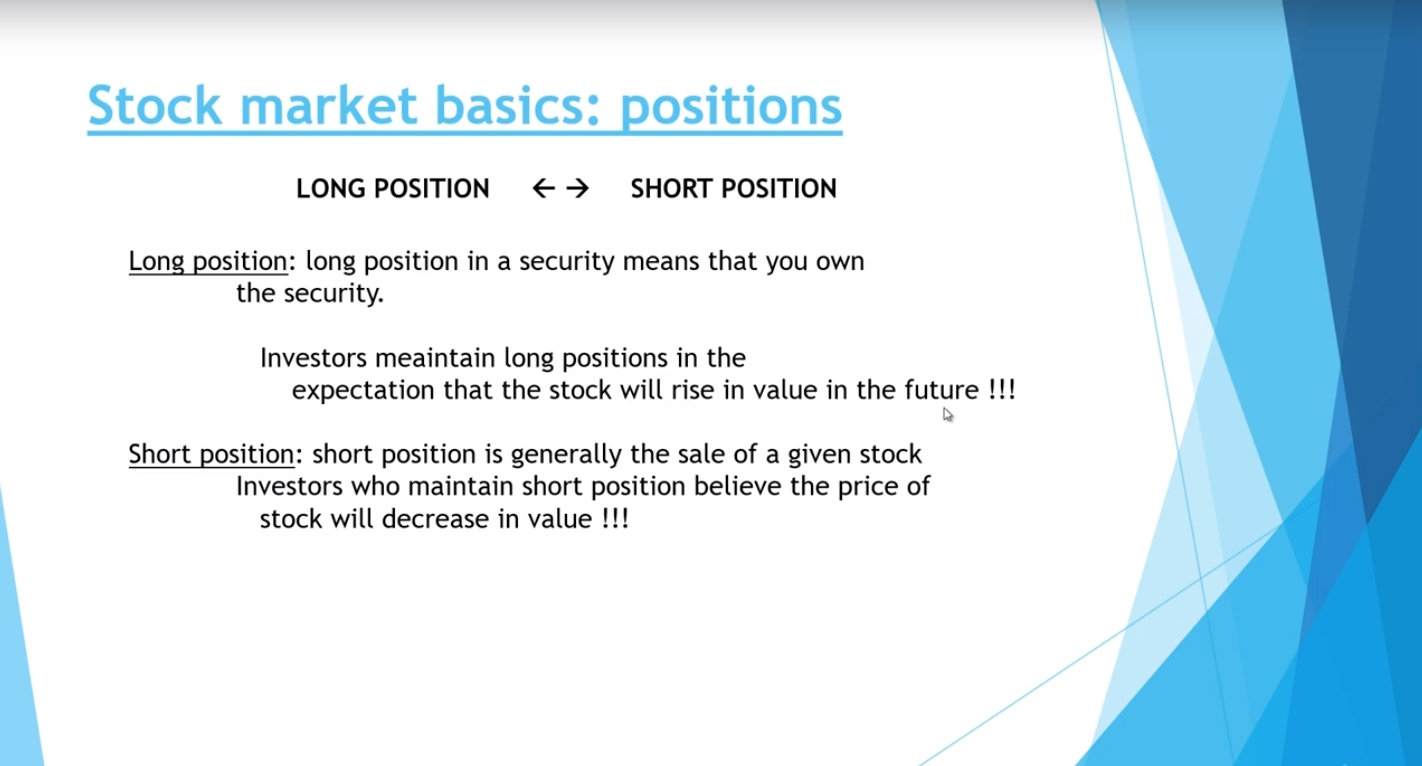 Stock market basics: positions
LONG POSITION ← → SHORT POSITION
Long position: long position in a security means that you own
the security.
Investors meaintain long positions in the
expectation that the stock will rise in value in the future !!!
Short position: short position is generally the sale of a given stock
Investors who maintain short position believe the price of
stock will decrease in value !!!